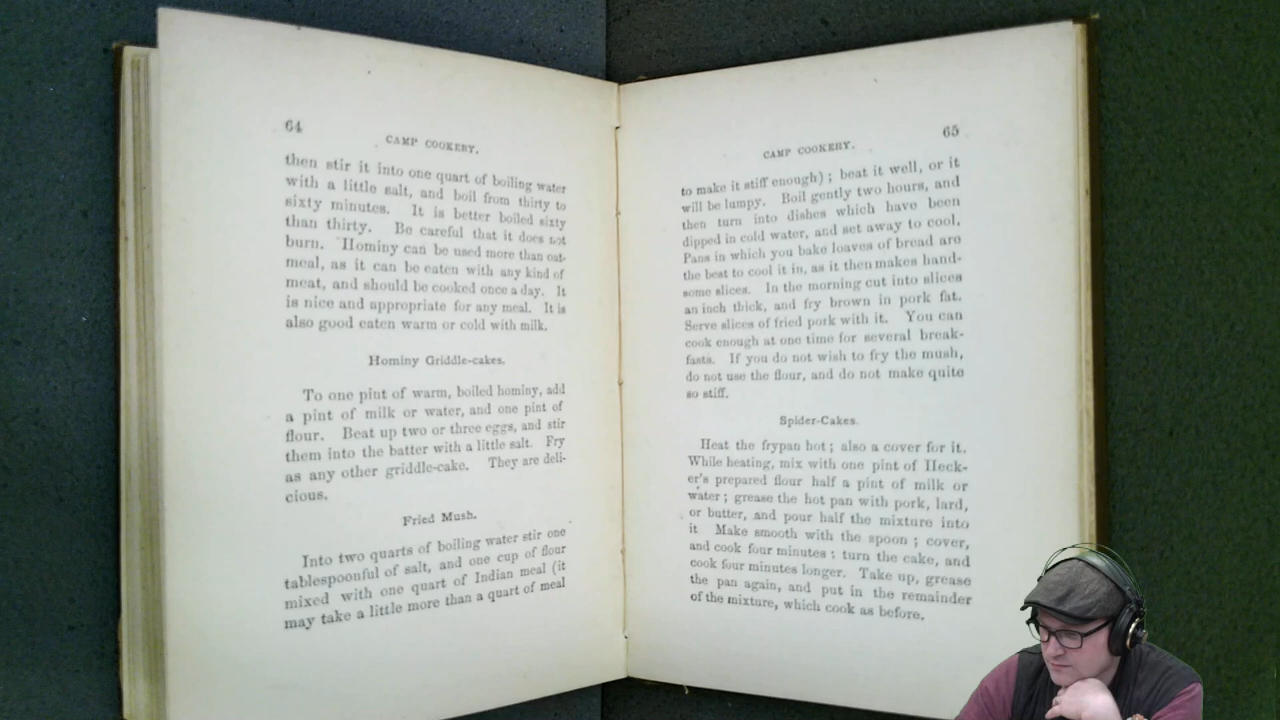 64
CAMP COOKERY.
then stir it into one quart of boiling water
with a little salt, and boil from thirty to
sixty minutes. It is better boiled sixty
than thirty. Be careful that it does not
burn. Hominy can be used more than oat-
meal, as it can be eaten with any kind of
meat, and should be cooked once a day. It
is nice and appropriate for any meal. It is
also good eaten warm or cold with milk.
Hominy Griddle-cakes.
To one pint of warm, boiled hominy, add
a pint of milk or water, and one pint of
flour. Beat up two or three eggs, and stir
them into the batter with a little salt. Fry
as any other griddle-cake. They are deli-
cious.
Fried Mush.
Into two quarts of boiling water stir one
tablespoonful of salt, and one cup of flour
mixed with one quart of Indian meal (it
may take a little more than a quart of meal
65
CAMP COOKERY.
to make it stiff enough); beat it well, or it
will be lumpy. Boil gently two hours, and
then turn into dishes which have been
dipped in cold water, and set away to cool.
Pans in which you bake loaves of bread are
the best to cool it in, as it then makes hand-
some slices. In the morning cut into slices
an inch thick, and fry brown in pork fat.
Serve slices of fried pork with it. You can
cook enough at one time for several break-
fasts. If you do not wish to fry the mush,
do not use the flour, and do not make quite
so stiff.
Spider-Cakes.
Heat the frypan hot; also a cover for it.
While heating, mix with one pint of Heck-
er's prepared flour half a pint of milk or
water; grease the hot pan with pork, lard,
or butter, and pour half the mixture into
it Make smooth with the spoon; cover,
and cook four minutes: turn the cake, and
cook four minutes longer. Take up, grease
the pan again, and put in the remainder
of the mixture, which cook as before.